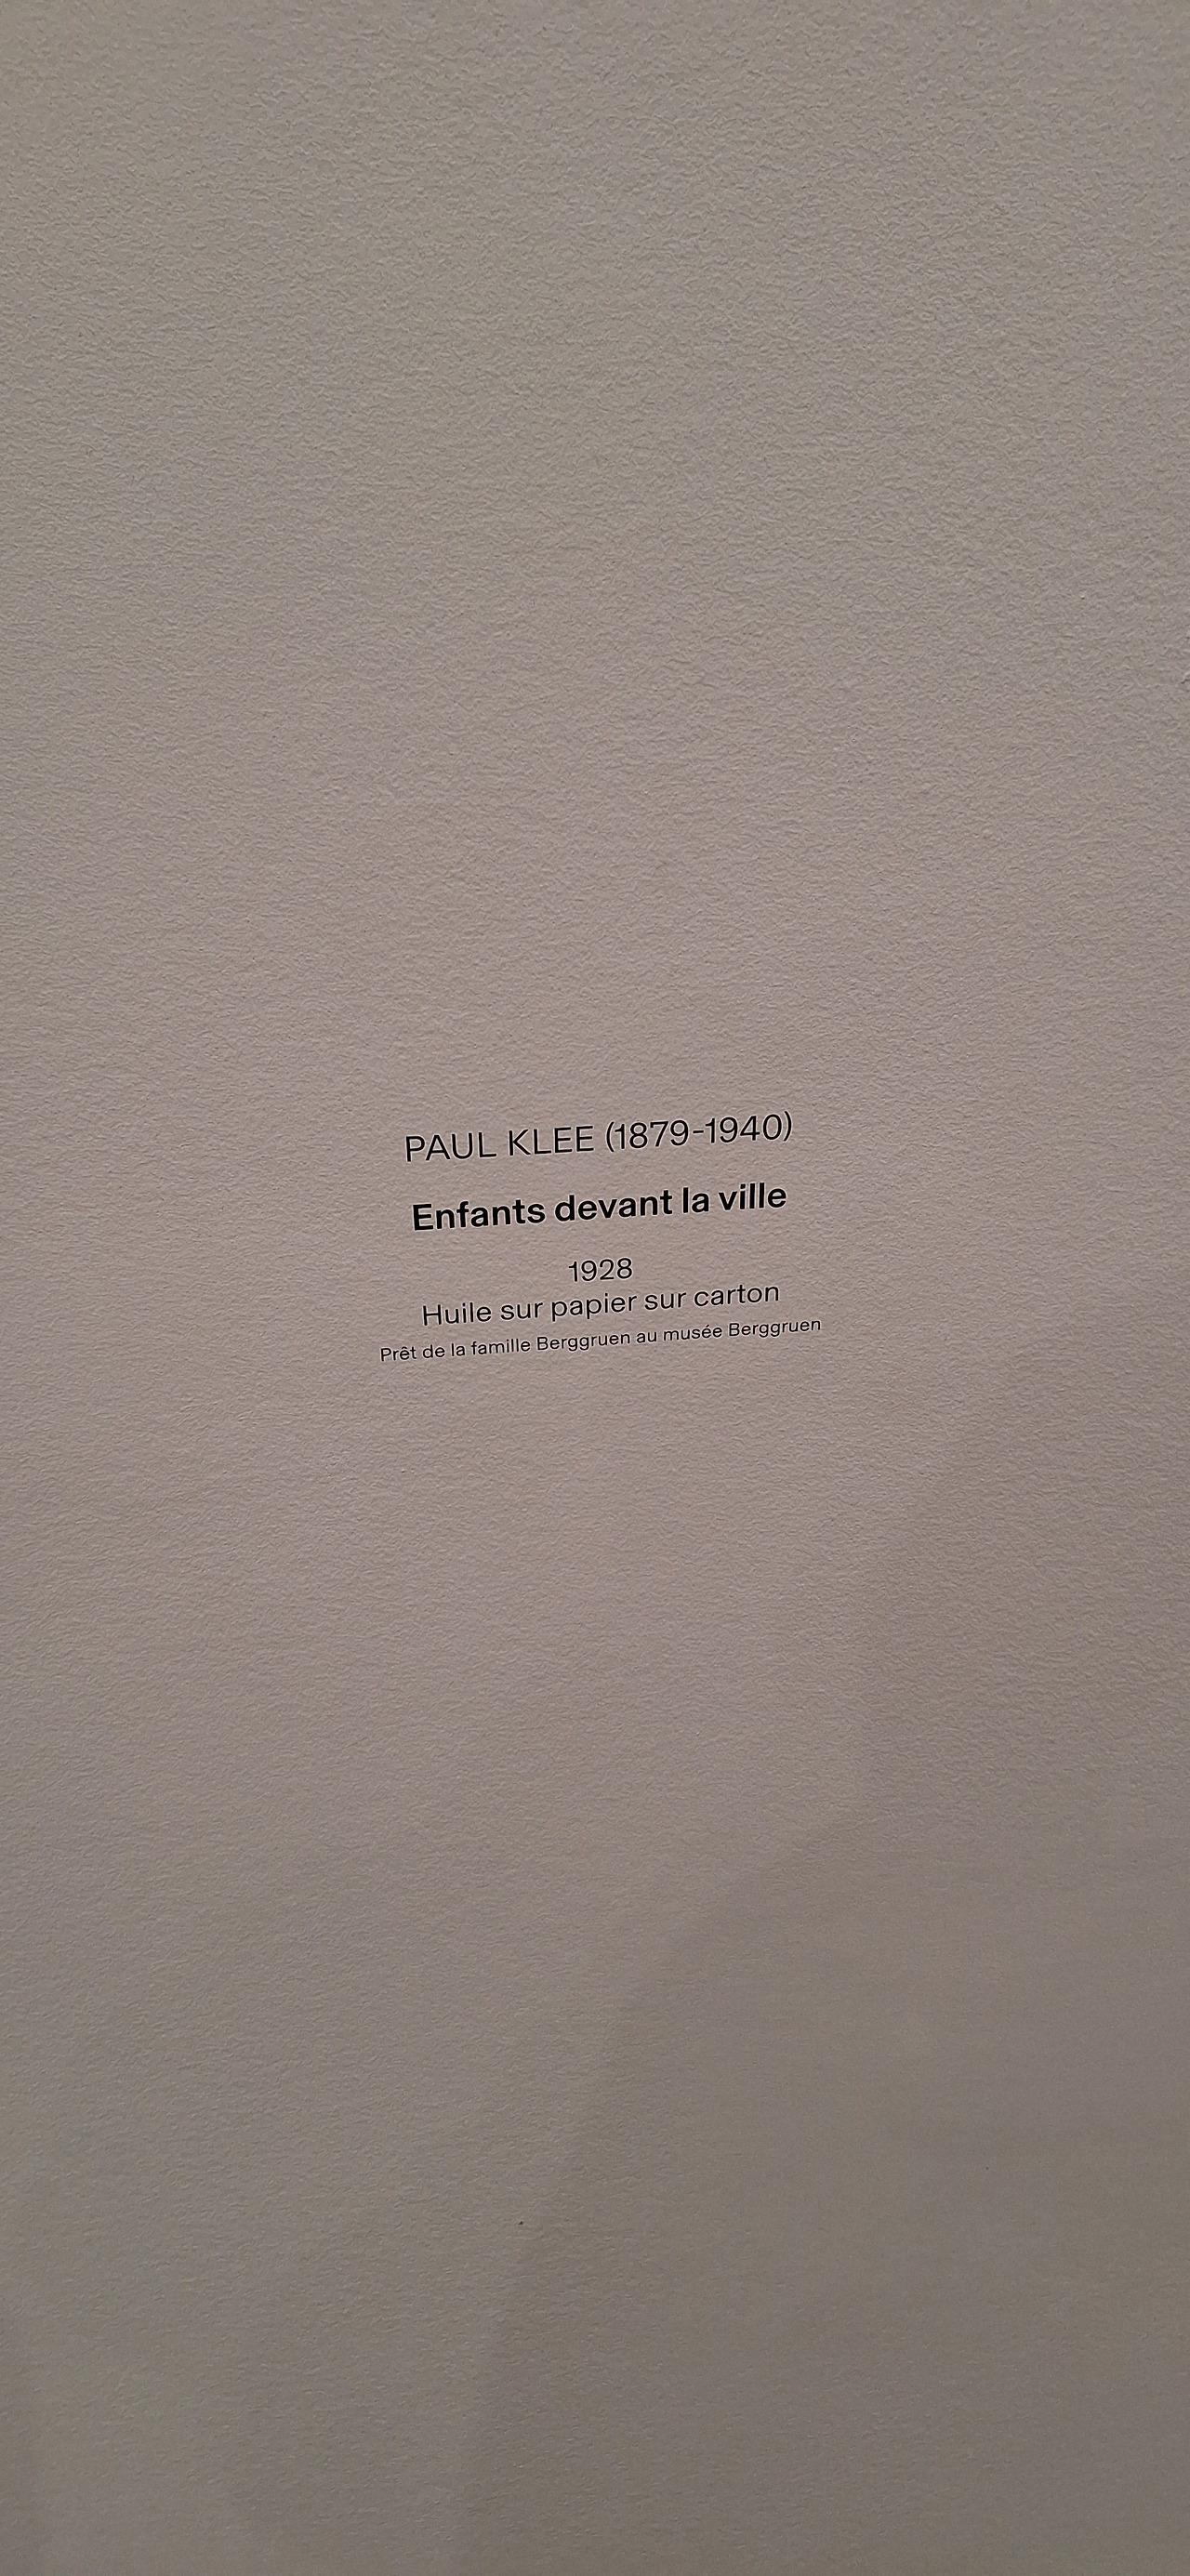 PAUL KLEE (1879-1940)
Enfants devant la ville
1928
Huile sur papier sur carton
Prêt de la famille Berggruen au musée Berggruen